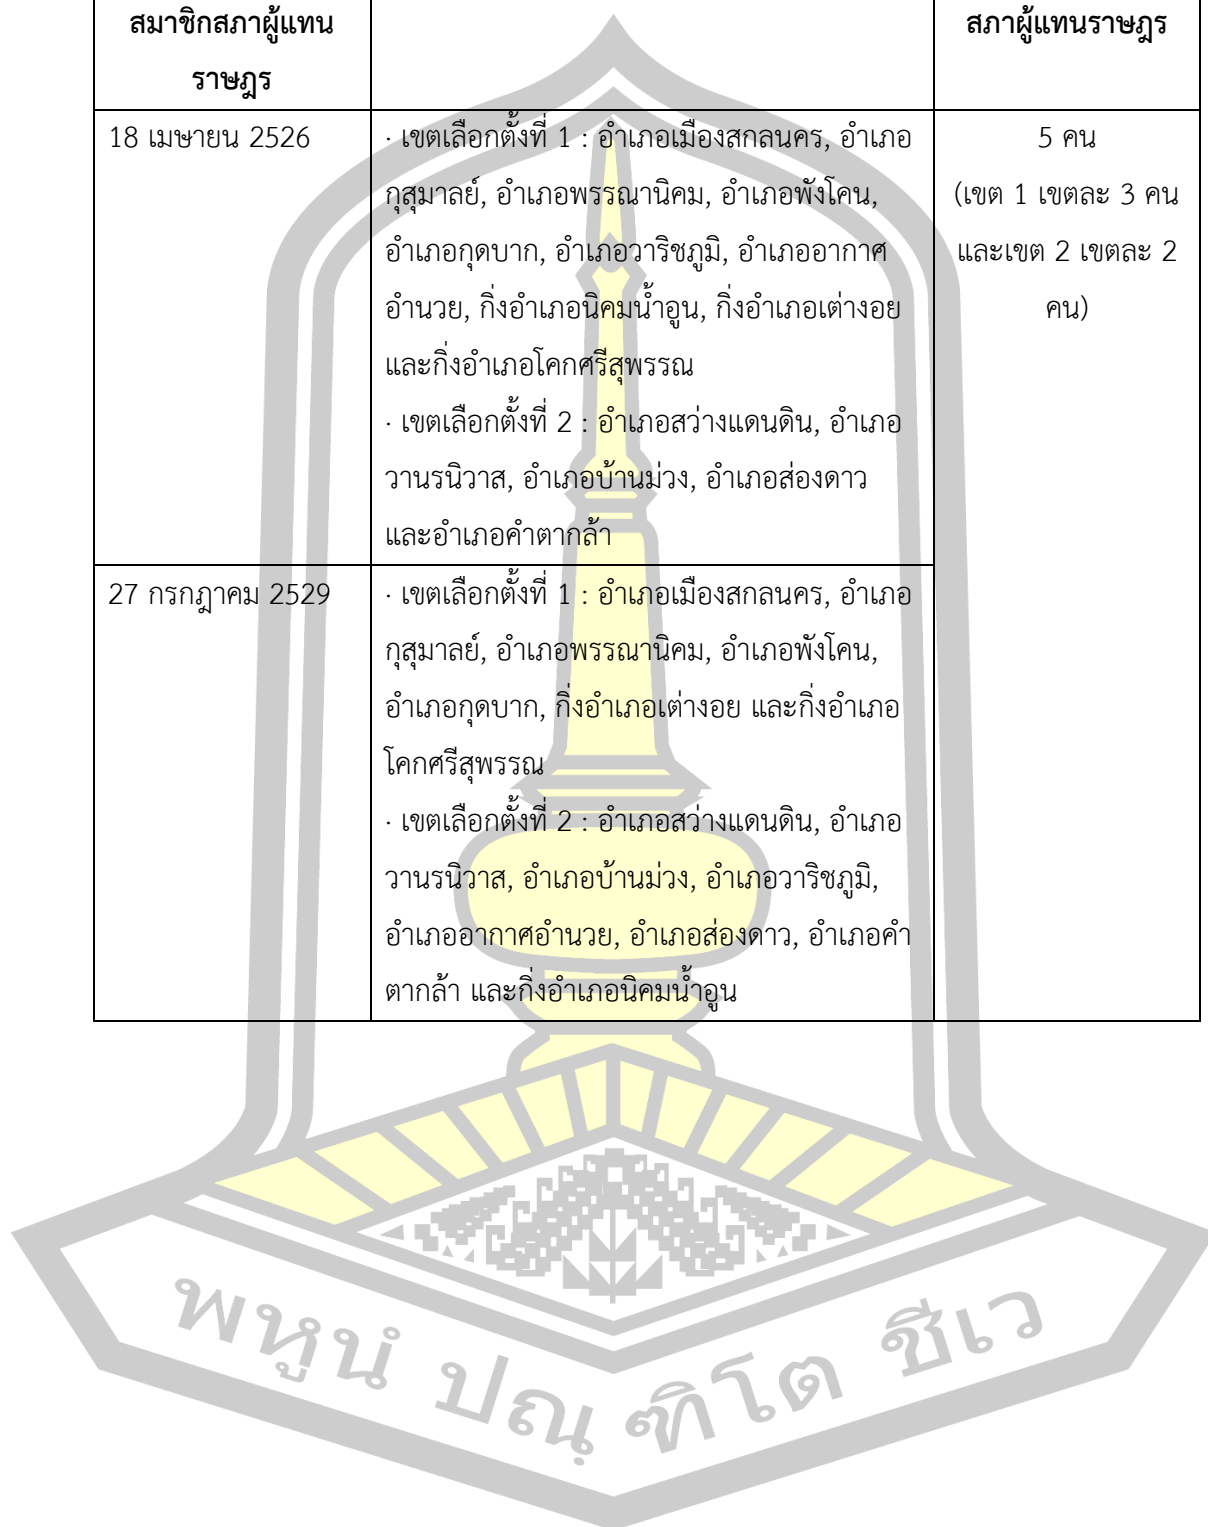 สมาชิกสภาผู้แทน
ราษฎร
สภาผู้แทนราษฎร
18 เมษายน 2526
· เขตเลือกตั้งที่ 1 : อำเภอเมืองสกลนคร, อำเภอ
กุสุมาลย์, อำเภอพรรณานิคม, อำเภอพังโคน,
อำเภอกุดบาก, อำเภอวาริชภูมิ, อำเภออากาศ
อำนวย, กิ่งอำเภอนิคมน้ำอูน, กิ่งอำเภอเต่างอย
และกิ่งอำเภอโคกศรีสุพรรณ
· เขตเลือกตั้งที่ 2 : อำเภอสว่างแดนดิน, อำเภอ
วานรนิวาส, อำเภอบ้านม่วง, อำเภอส่องดาว
และอำเภอคำตากล้า
5 คน
(เขต 1 เขตละ 3 คน
และเขต 2 เขตละ 2
คน)
27 กรกฎาคม 2529
· เขตเลือกตั้งที่ 1 : อำเภอเมืองสกลนคร, อำเภอ
กุสุมาลย์, อำเภอพรรณานิคม, อำเภอพังโคน,
อำเภอกุดบาก, กิ่งอำเภอเต่างอย และกิ่งอำเภอ
โคกศรีสุพรรณ
· เขตเลือกตั้งที่ 2 : อำเภอสว่างแดนดิน, อำเภอ
วานรนิวาส, อำเภอบ้านม่วง, อำเภอวาริชภูมิ,
อำเภออากาศอำนวย, อำเภอส่องดาว, อำเภอคำ
ตากล้า และกิ่งอำเภอนิคมน้ำอูน
พหูนํ ปณฺฑิโต ชีเว